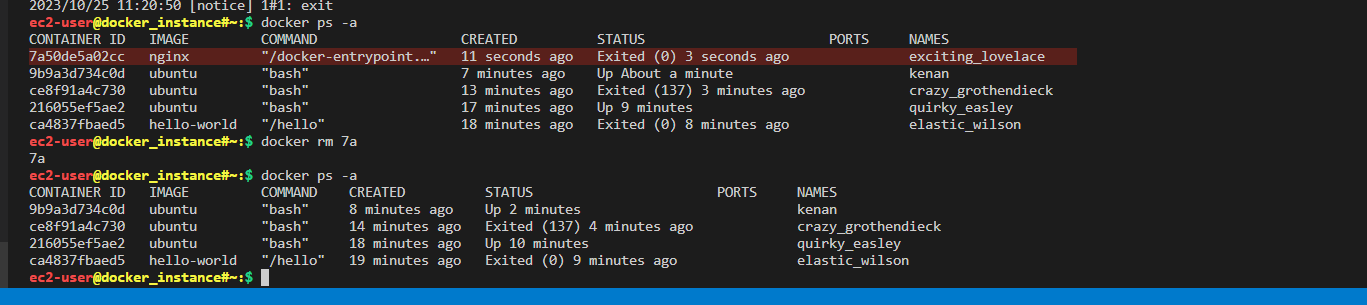 2023/10/25 11:20:50 [notice] 1#1: exit
ec2-user@docker_instance#~:$ docker ps -a
CONTAINER ID   IMAGE         COMMAND                  CREATED          STATUS                       PORTS     NAMES
7a50de5a02cc   nginx         "/docker-entrypoint.…"   11 seconds ago   Exited (0) 3 seconds ago               exciting_lovelace
9b9a3d734c0d   ubuntu        "bash"                   7 minutes ago    Up About a minute                      kenan
ce8f91a4c730   ubuntu        "bash"                   13 minutes ago   Exited (137) 3 minutes ago             crazy_grothendieck
216055ef5ae2   ubuntu        "bash"                   17 minutes ago   Up 9 minutes                           quirky_easley
ca4837fbaed5   hello-world   "/hello"                 18 minutes ago   Exited (0) 8 minutes ago               elastic_wilson
ec2-user@docker_instance#~:$ docker rm 7a
7a
ec2-user@docker_instance#~:$ docker ps -a
CONTAINER ID   IMAGE         COMMAND    CREATED          STATUS                       PORTS     NAMES
9b9a3d734c0d   ubuntu        "bash"     8 minutes ago    Up 2 minutes                           kenan
ce8f91a4c730   ubuntu        "bash"     14 minutes ago   Exited (137) 4 minutes ago             crazy_grothendieck
216055ef5ae2   ubuntu        "bash"     18 minutes ago   Up 10 minutes                          quirky_easley
ca4837fbaed5   hello-world   "/hello"   19 minutes ago   Exited (0) 9 minutes ago               elastic_wilson
ec2-user@docker_instance#~:$